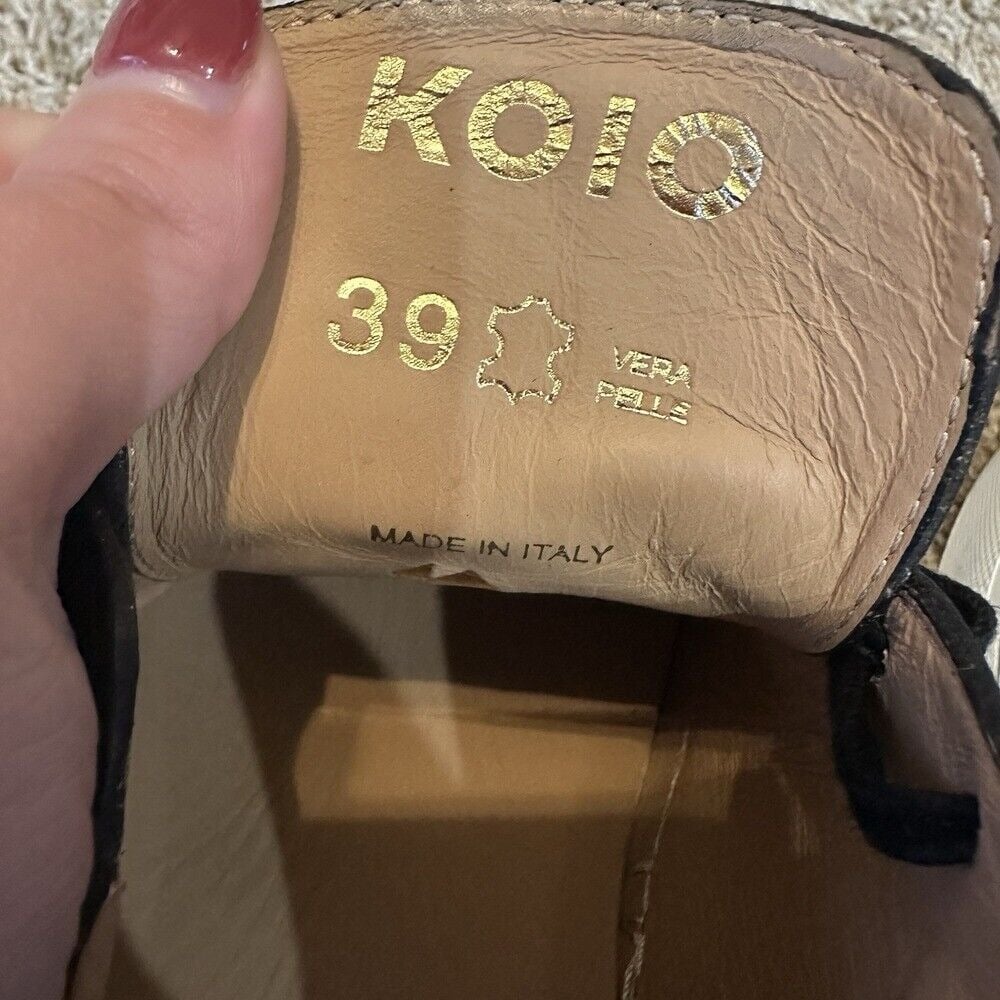 KOIO
39 VERA
PELLE
MADE IN ITALY